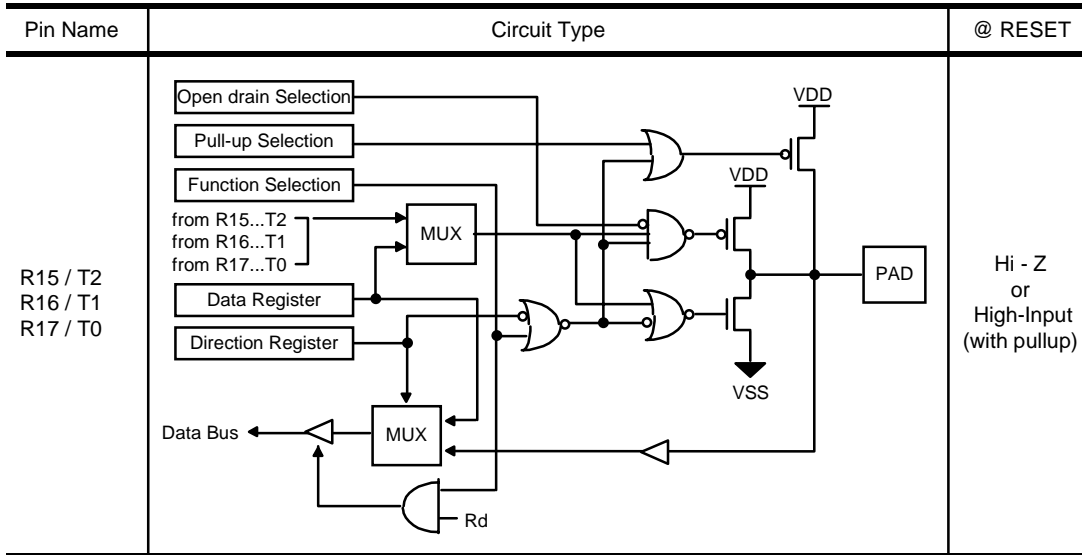 Pin Name
Circuit Type
@ RESET
Open drain Selection
Pull-up Selection
Function Selection
from R15...T2
from R16...T1
from R17...T0
MUX
Data Register
Direction Register
VDD
VDD
PAD
VSS
Data Bus
MUX
Rd
R15 / T2
R16 / T1
R17 / T0
Hi - Z
or
High-Input
(with pullup)